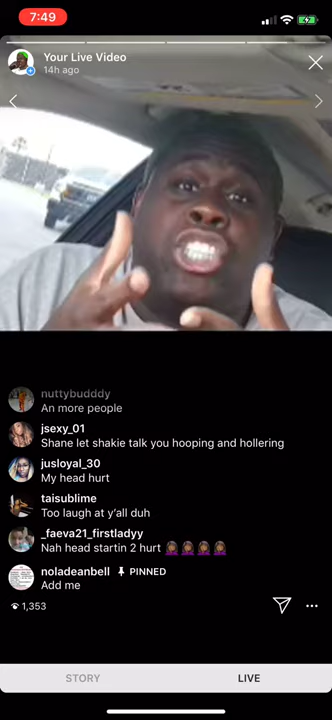 7:49
Your Live Video
14h ago
nuttybudddy
An more people
jsexy_01
Shane let shakie talk you hooping and hollering
jusloyal_30
My head hurt
taisublime
Too laugh at y'all duh
_faeva21_firstladyy
Nah head startin 2 hurt 🤦🏾‍♀️🤦🏾‍♀️🤦🏾‍♀️🤦🏾‍♀️
noladeanbell PINNED
Add me
1,353
STORY LIVE